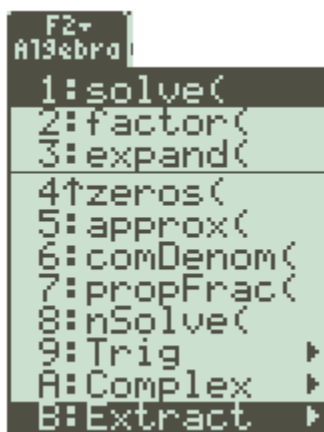 F2▾
Algebra
1:solve(
2:factor(
3:expand(
4↑zeros(
5:approx(
6:comDenom(
7:propFrac(
8:nSolve(
9:Trig ▸
A:Complex ▸
B:Extract ▸